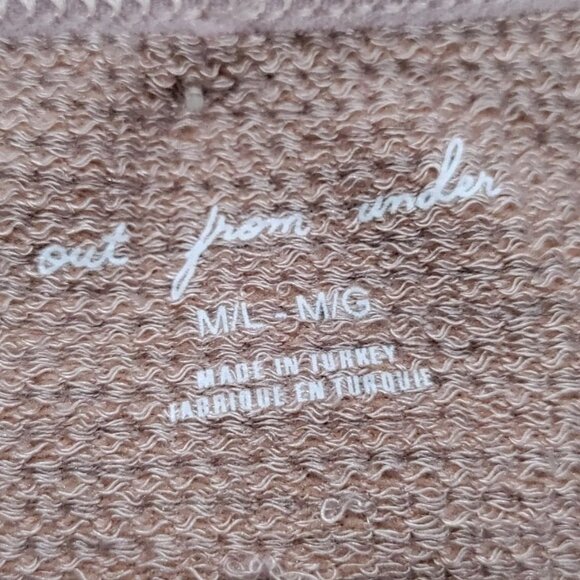 out from under
M/L - M/G
MADE IN TURKEY
FABRIQUE EN TURQUIE